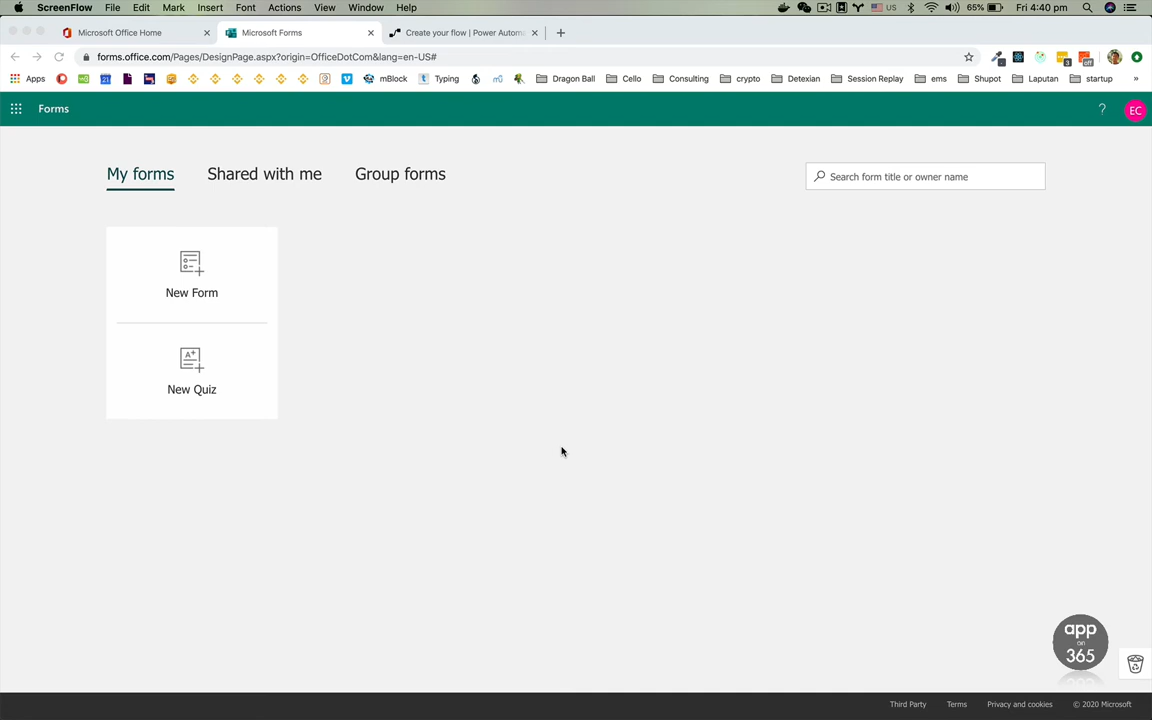 ScreenFlow File Edit Mark Insert Font Actions View Window Help US 65% Fri 4:40 pm
Microsoft Office Home Microsoft Forms Create your flow | Power Autom
forms.office.com/Pages/DesignPage.aspx?origin=OfficeDotCom&lang=en-US#
Apps mBlock Typing Dragon Ball Cello Consulting crypto Detexian Session Replay ems Shupot Laputan startup »
Forms ? EC
My forms Shared with me Group forms Search form title or owner name
New Form
New Quiz
app
on
365
Third Party Terms Privacy and cookies © 2020 Microsoft